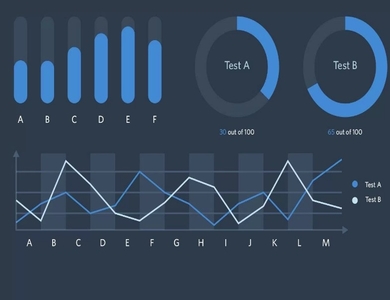 Test A
Test B
A B C D E F
30 out of 100
65 out of 100
Test A
Test B
A B C D E F G H I J K L M